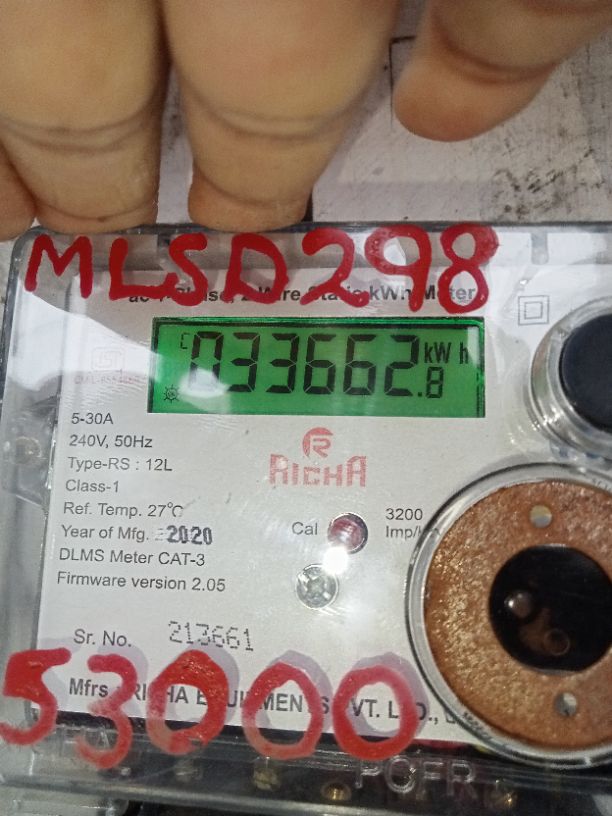 MLSD298
C 033662.8 kW h
5-30A
240V, 50Hz
Type-RS : 12L
Class-1
Ref. Temp. 27°C
Year of Mfg. 2020
DLMS Meter CAT-3
Firmware version 2.05
RICHA
Cal
3200
Sr. No. 213661
53000